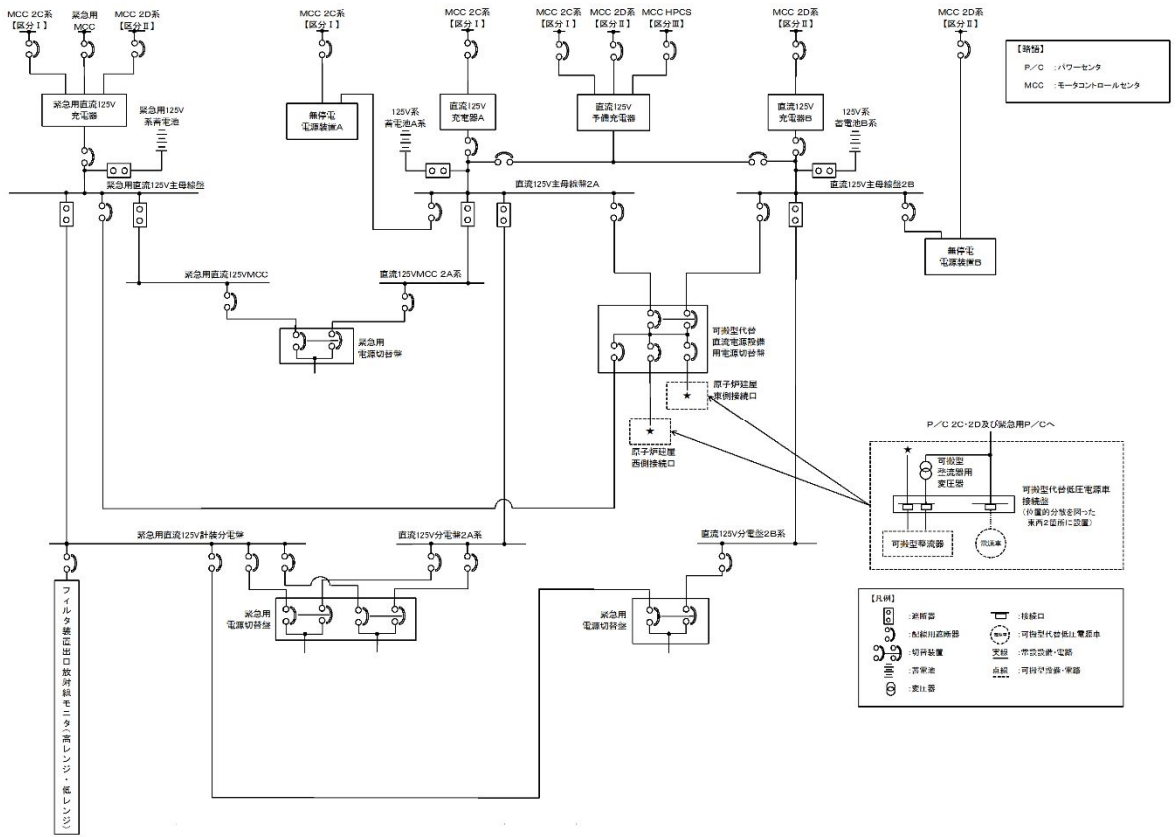 MCC 2C系
【区分Ⅰ】
緊急用
MCC
MCC 2D系
【区分Ⅱ】
MCC 2C系
【区分Ⅰ】
MCC 2C系
【区分Ⅰ】
MCC 2C系
【区分Ⅰ】
MCC 2D系
【区分Ⅱ】
MCC HPCS
【区分Ⅲ】
MCC 2D系
【区分Ⅱ】
MCC 2D系
【区分Ⅱ】
【略語】
P/C :パワーセンタ
MCC :モータコントロールセンタ
緊急用直流125V
充電器
緊急用125V
系蓄電池
無停電
電源装置A
125V系
蓄電池A系
直流125V
充電器A
直流125V
予備充電器
直流125V
充電器B
125V系
蓄電池B系
緊急用直流125V主母線盤
直流125V主母線盤2A
直流125V主母線盤2B
無停電
電源装置B
緊急用直流125VMCC
直流125VMCC 2A系
緊急用
電源切替盤
可搬型代替
直流電源設備
用電源切替盤
原子炉建屋
東側接続口
★
★
原子炉建屋
西側接続口
P/C 2C・2D及び緊急用P/Cへ
★
可搬型
整流器用
変圧器
可搬型代替低圧電源車
接続盤
(位置的分散を図った
東西2箇所に設置)
可搬型整流器
電源車
緊急用直流125V計装分電盤
直流125V分電盤2A系
直流125V分電盤2B系
緊急用
電源切替盤
緊急用
電源切替盤
フィルタ装置出口放射線モニタ(高レンジ・低レンジ)
【凡例】
:遮断器
:配線用遮断器
:切替装置
:蓄電池
:変圧器
:接続口
:可搬型代替低圧電源車
実線 :常設設備・電路
点線 :可搬型設備・電路